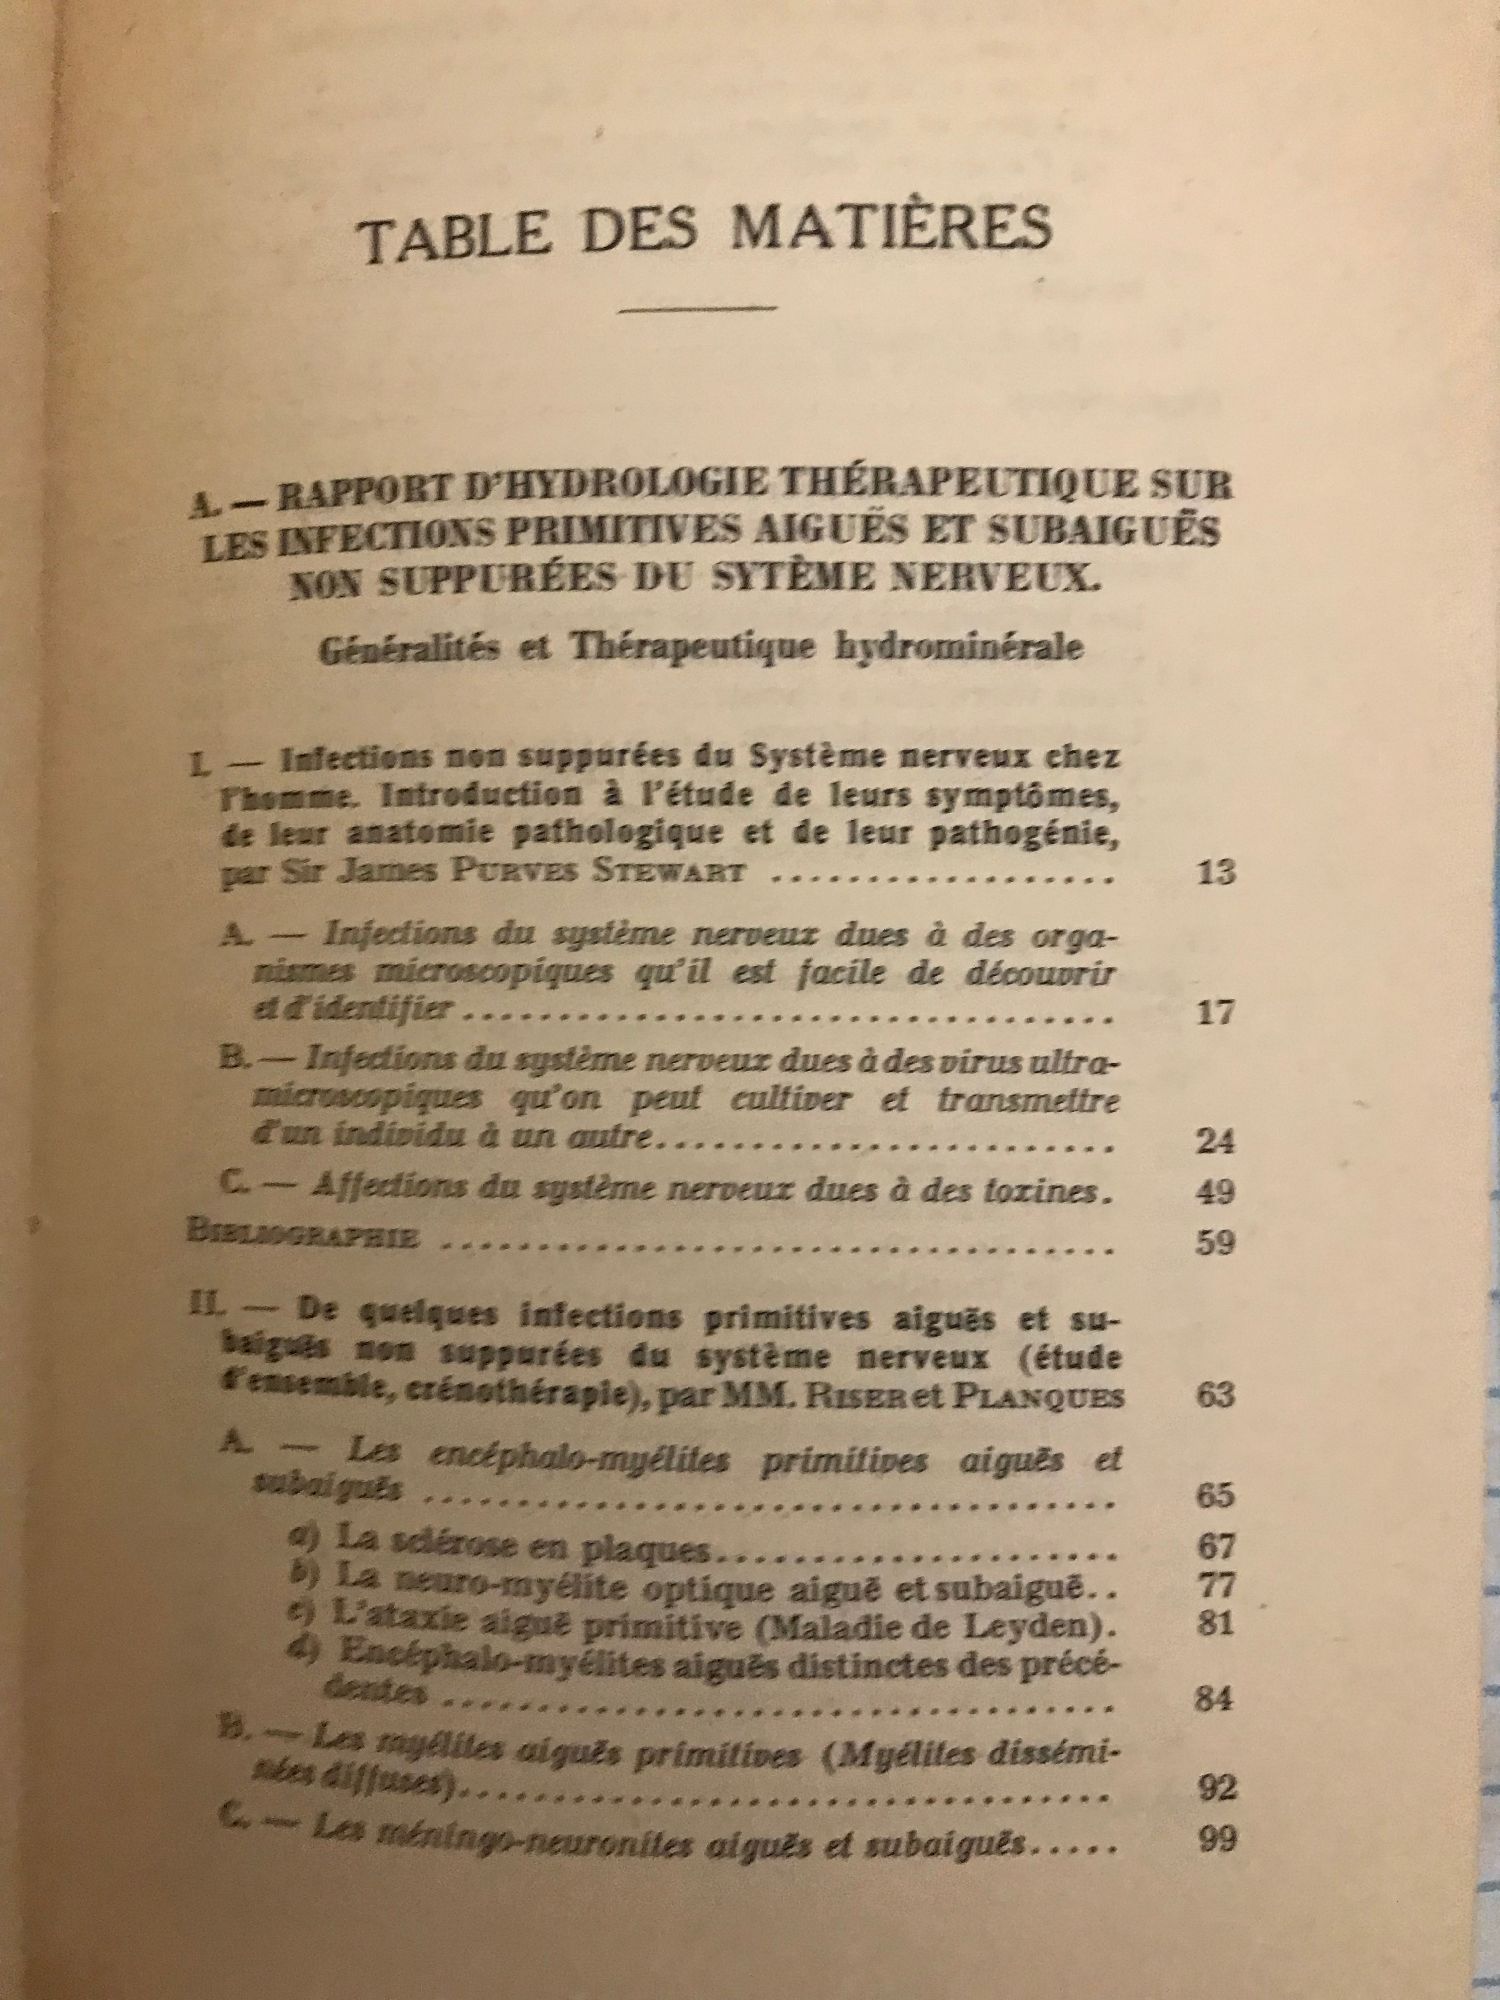 TABLE DES MATIÈRES
A. — RAPPORT D'HYDROLOGIE THÉRAPEUTIQUE SUR
LES INFECTIONS PRIMITIVES AIGUËS ET SUBAIGUËS
NON SUPPURÉES DU SYTÈME NERVEUX.
Généralités et Thérapeutique hydrominérale
I. — Infections non suppurées du Système nerveux chez
l'homme. Introduction à l'étude de leurs symptômes,
de leur anatomie pathologique et de leur pathogénie,
par Sir James PURVES STEWART .................. 13
A. — Infections du système nerveux dues à des orga-
nismes microscopiques qu'il est facile de découvrir
et d'identifier .................................. 17
B. — Infections du système nerveux dues à des virus ultra-
microscopiques qu'on peut cultiver et transmettre
d'un individu à un autre........................ 24
C. — Affections du système nerveux dues à des toxines. 49
BIBLIOGRAPHIE ................................... 59
II. — De quelques infections primitives aiguës et su-
baiguës non suppurées du système nerveux (étude
d'ensemble, crénothérapie), par MM. RISER et PLANQUES 63
A. — Les encéphalo-myélites primitives aiguës et
subaiguës .................................... 65
a) La sclérose en plaques..................... 67
b) La neuro-myélite optique aiguë et subaiguë.. 77
c) L'ataxie aiguë primitive (Maladie de Leyden). 81
d) Encéphalo-myélites aiguës distinctes des précé-
dentes ................................... 84
B. — Les myélites aiguës primitives (Myélites dissémi-
nées diffuses).................................. 92
C. — Les méningo-neuronites aiguës et subaiguës..... 99